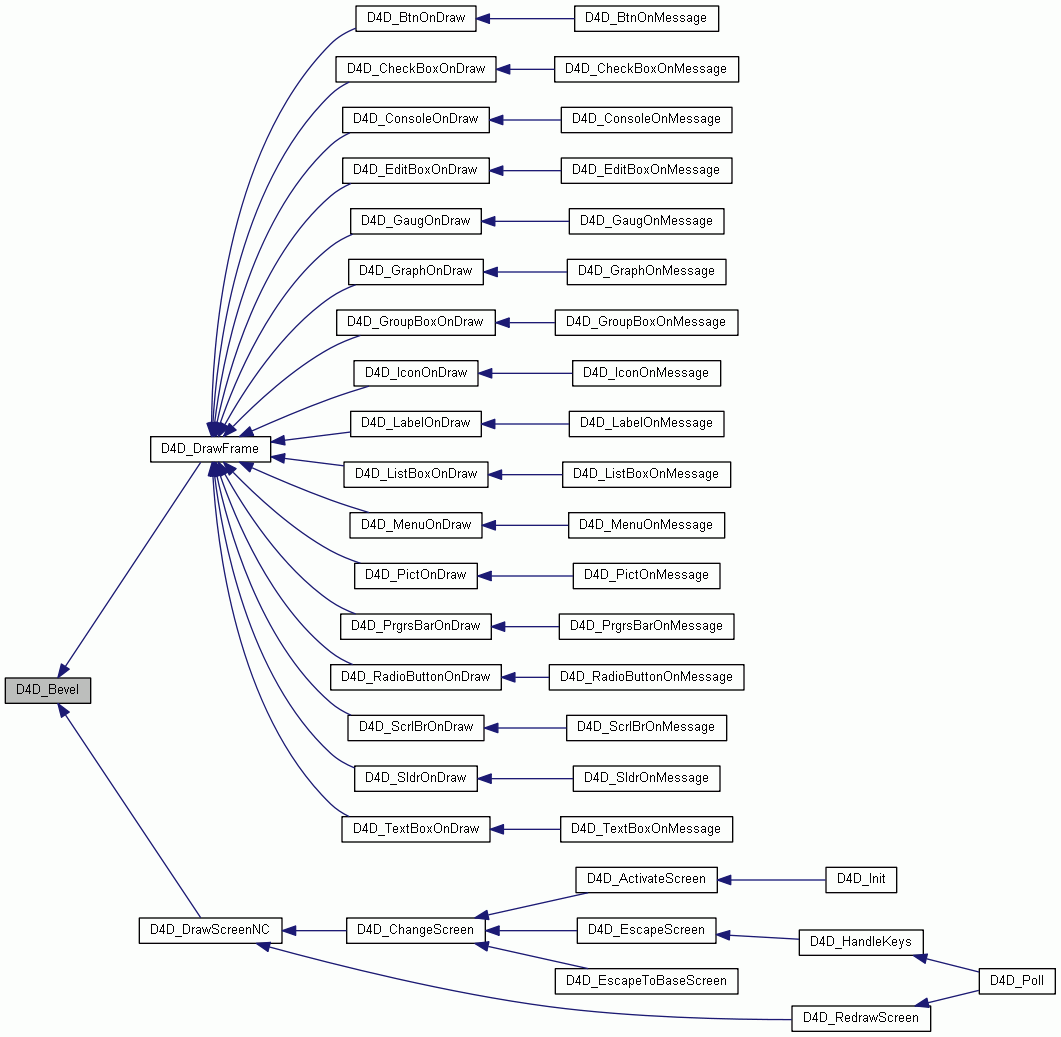 D4D_BtnOnDraw
D4D_BtnOnMessage
D4D_CheckBoxOnDraw
D4D_CheckBoxOnMessage
D4D_ConsoleOnDraw
D4D_ConsoleOnMessage
D4D_EditBoxOnDraw
D4D_EditBoxOnMessage
D4D_GaugOnDraw
D4D_GaugOnMessage
D4D_GraphOnDraw
D4D_GraphOnMessage
D4D_GroupBoxOnDraw
D4D_GroupBoxOnMessage
D4D_IconOnDraw
D4D_IconOnMessage
D4D_LabelOnDraw
D4D_LabelOnMessage
D4D_DrawFrame
D4D_ListBoxOnDraw
D4D_ListBoxOnMessage
D4D_MenuOnDraw
D4D_MenuOnMessage
D4D_PictOnDraw
D4D_PictOnMessage
D4D_PrgrsBarOnDraw
D4D_PrgrsBarOnMessage
D4D_RadioButtonOnDraw
D4D_RadioButtonOnMessage
D4D_Bevel
D4D_ScrlBrOnDraw
D4D_ScrlBrOnMessage
D4D_SldrOnDraw
D4D_SldrOnMessage
D4D_TextBoxOnDraw
D4D_TextBoxOnMessage
D4D_ActivateScreen
D4D_Init
D4D_DrawScreenNC
D4D_ChangeScreen
D4D_EscapeScreen
D4D_HandleKeys
D4D_EscapeToBaseScreen
D4D_Poll
D4D_RedrawScreen